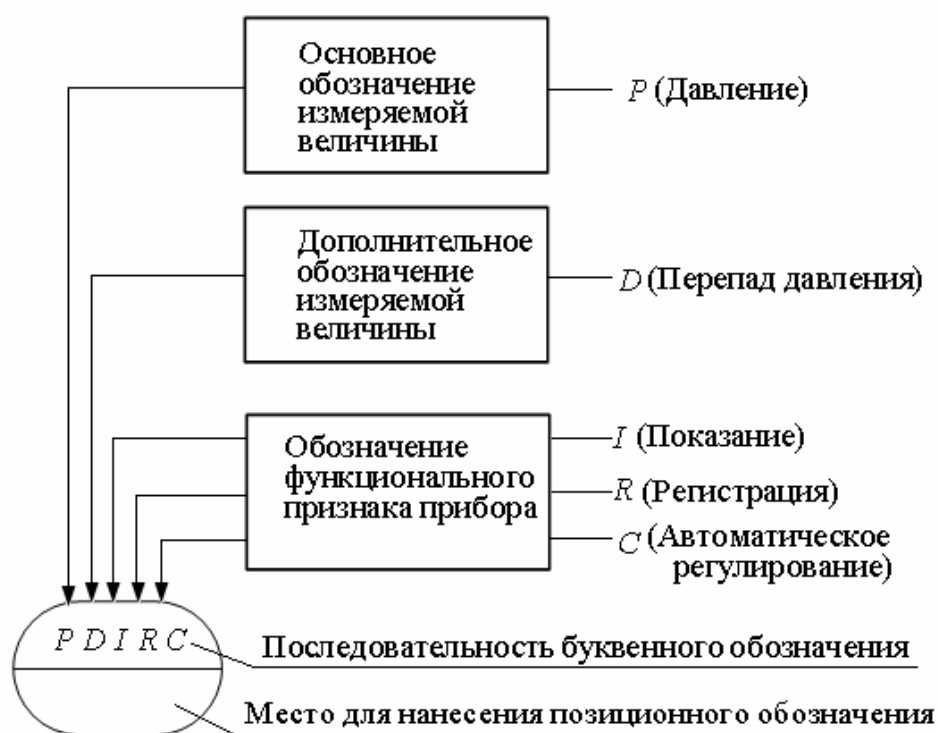 Основное
обозначение
измеряемой
величины
P (Давление)
Дополнительное
обозначение
измеряемой
величины
D (Перепад давления)
Обозначение
функционального
признака прибора
I (Показание)
R (Регистрация)
C (Автоматическое
регулирование)
P D I R C
Последовательность буквенного обозначения
Место для нанесения позиционного обозначения